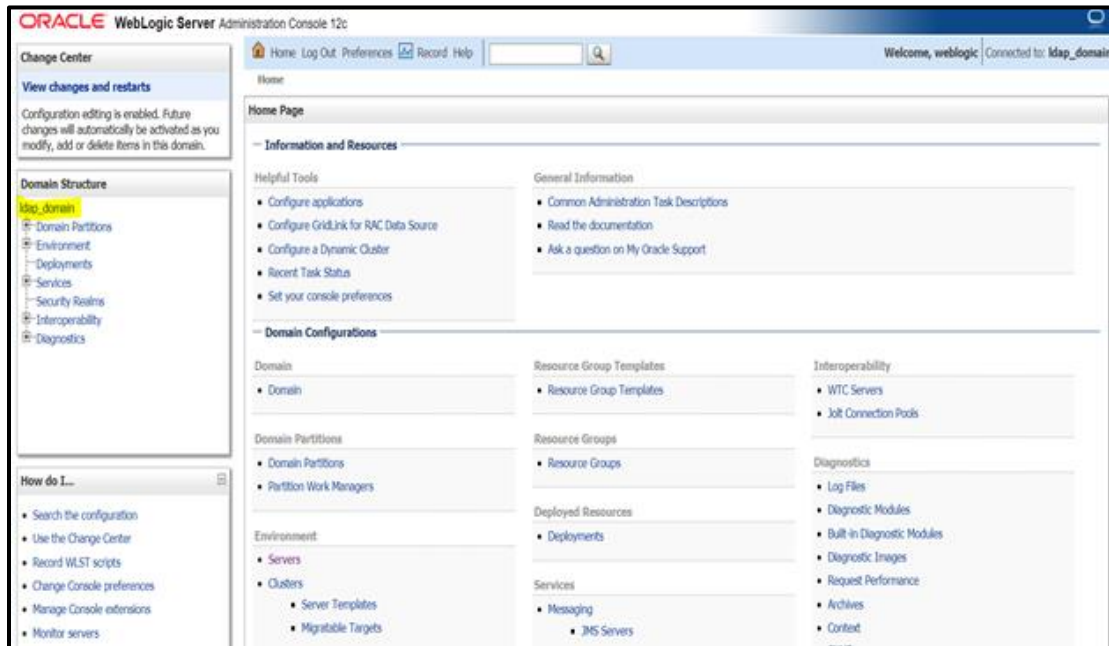 ORACLE WebLogic Server Administration Console 12c
Change Center
View changes and restarts
Configuration editing is enabled. Future
changes will automatically be activated as you
modify, add or delete items in this domain.
Domain Structure
ldap_domain
Domain Partitions
Environment
Deployments
Services
Security Realms
Interoperability
Diagnostics
How do I...
Search the configuration
Use the Change Center
Record WLST scripts
Change Console preferences
Manage Console extensions
Monitor servers
Home Log Out Preferences Record Help
Welcome, weblogic Connected to: ldap_domain
Home
Home Page
Information and Resources
Helpful Tools
Configure applications
Configure GridLink for RAC Data Source
Configure a Dynamic Cluster
Recent Task Status
Set your console preferences
General Information
Common Administration Task Descriptions
Read the documentation
Ask a question on My Oracle Support
Domain Configurations
Domain
Domain
Domain Partitions
Domain Partitions
Partition Work Managers
Environment
Servers
Clusters
Server Templates
Migratable Targets
Resource Group Templates
Resource Group Templates
Resource Groups
Resource Groups
Deployed Resources
Deployments
Services
Messaging
JMS Servers
Interoperability
WTC Servers
Jolt Connection Pools
Diagnostics
Log Files
Diagnostic Modules
Built-in Diagnostic Modules
Diagnostic Images
Request Performance
Archives
Context